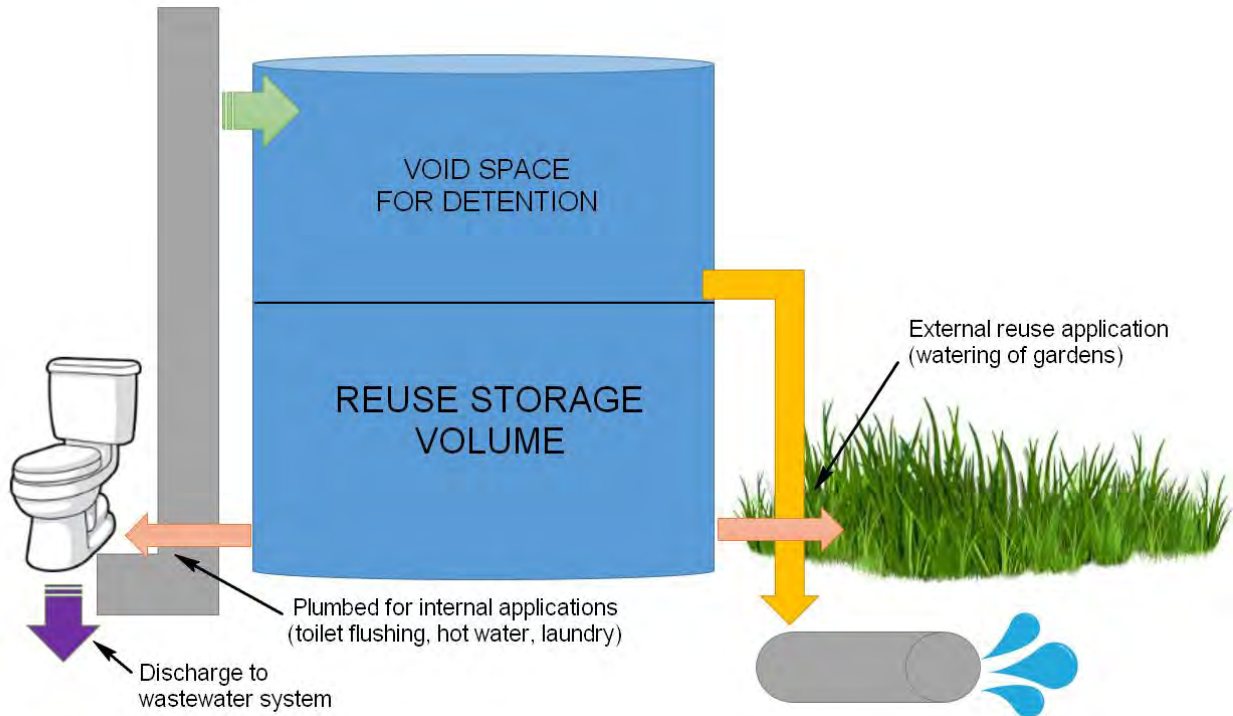 VOID SPACE
FOR DETENTION
REUSE STORAGE
VOLUME
External reuse application
(watering of gardens)
Plumbed for internal applications
(toilet flushing, hot water, laundry)
Discharge to
wastewater system